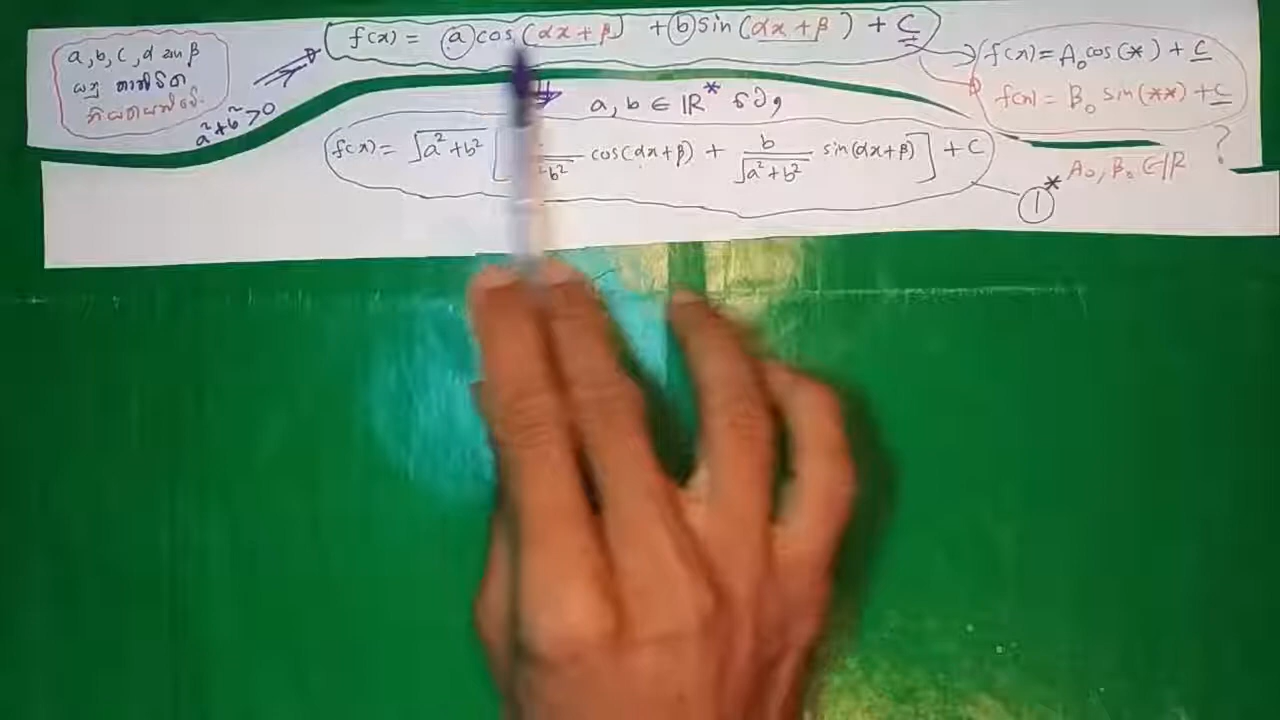 a, b, c, α සහ β
යනු තාත්වික
නියතයන් වේ.
a² + b² > 0
f(x) = a cos (αx + β) + b sin (αx + β) + C
f(x) = A₀ cos (*) + C
f(x) = B₀ sin (**) + C
?
A₀, B₀ ∈ ℝ
a, b ∈ ℝ* වේ
f(x) = √a² + b² [ cos(αx + β) + b/√a² + b² sin(αx + β) ] + C
① *